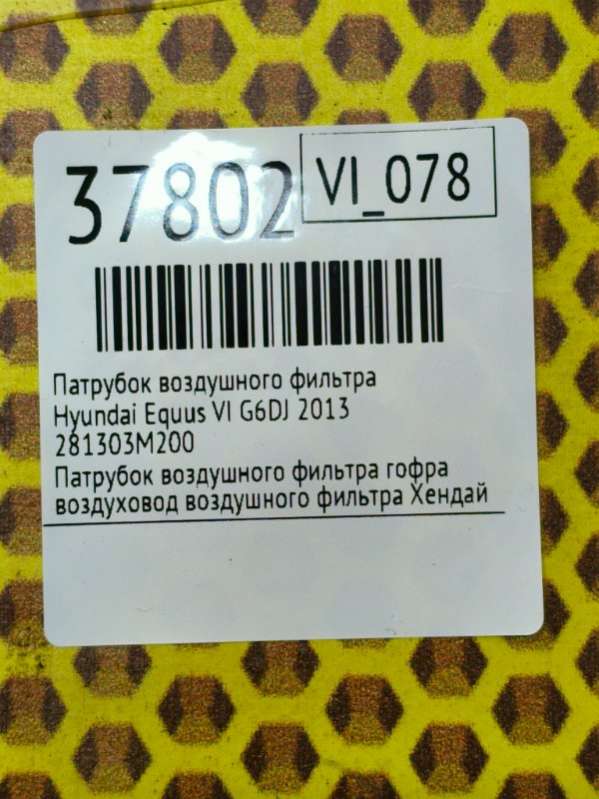 37802
VI_078
Патрубок воздушного фильтра
Hyundai Equus VI G6DJ 2013
281303M200
Патрубок воздушного фильтра гофра
воздуховод воздушного фильтра Хендай